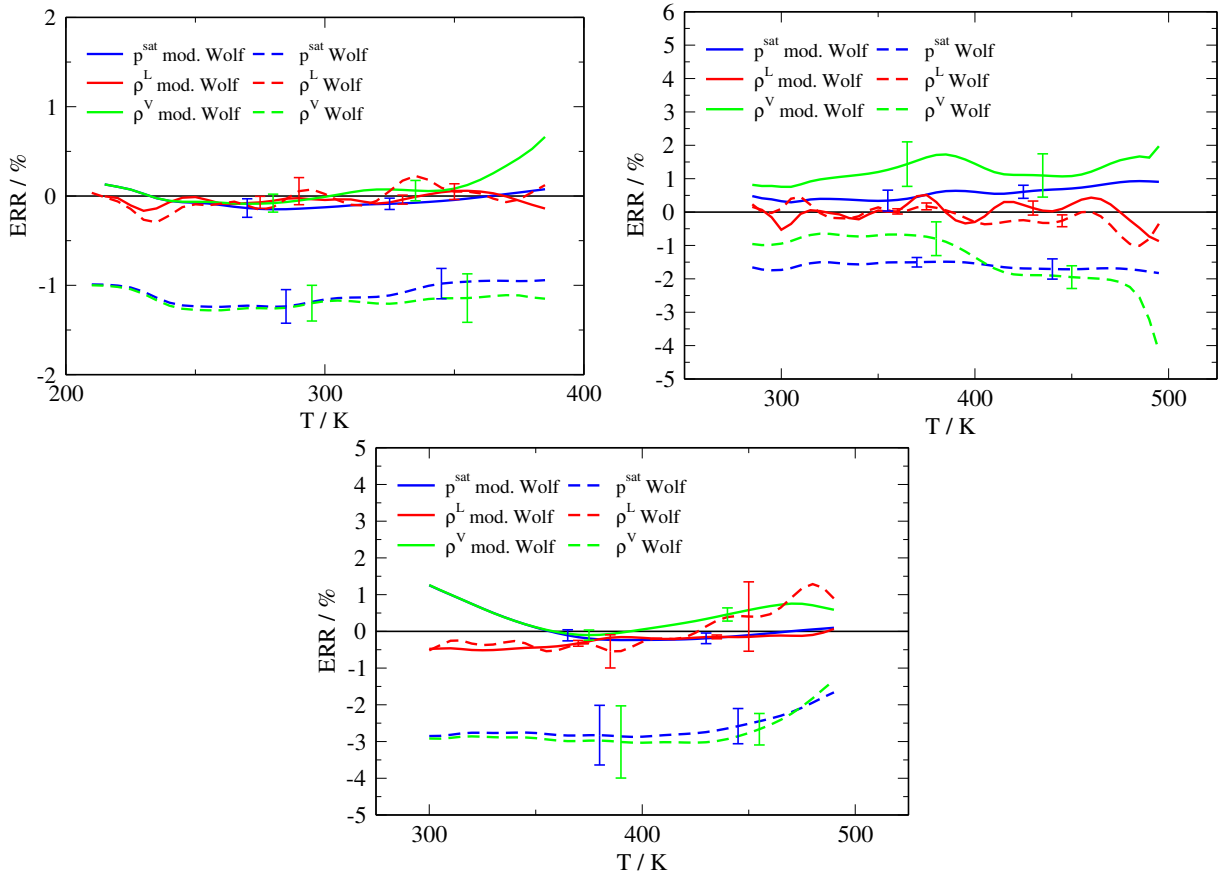 2
1
0
-1
-2
ERR / %
p^sat mod. Wolf
p^sat Wolf
ρ^L mod. Wolf
ρ^L Wolf
ρ^V mod. Wolf
ρ^V Wolf
200
300
400
T / K
6
5
4
3
2
1
0
-1
-2
-3
-4
-5
ERR / %
p^sat mod. Wolf
p^sat Wolf
ρ^L mod. Wolf
ρ^L Wolf
ρ^V mod. Wolf
ρ^V Wolf
300
400
500
T / K
5
4
3
2
1
0
-1
-2
-3
-4
-5
ERR / %
p^sat mod. Wolf
p^sat Wolf
ρ^L mod. Wolf
ρ^L Wolf
ρ^V mod. Wolf
ρ^V Wolf
300
400
500
T / K